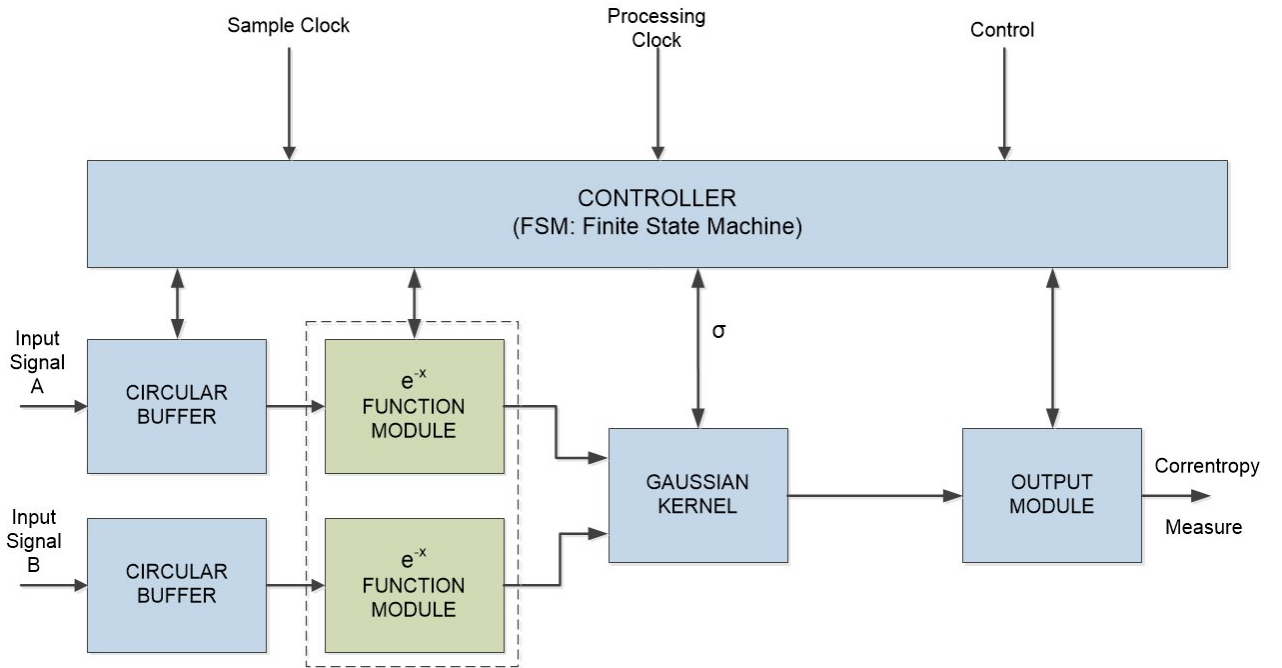 Sample Clock
Processing
Clock
Control
CONTROLLER
(FSM: Finite State Machine)
σ
Input
Signal
A
CIRCULAR
BUFFER
e-x
FUNCTION
MODULE
GAUSSIAN
KERNEL
OUTPUT
MODULE
Correntropy
Measure
Input
Signal
B
CIRCULAR
BUFFER
e-x
FUNCTION
MODULE